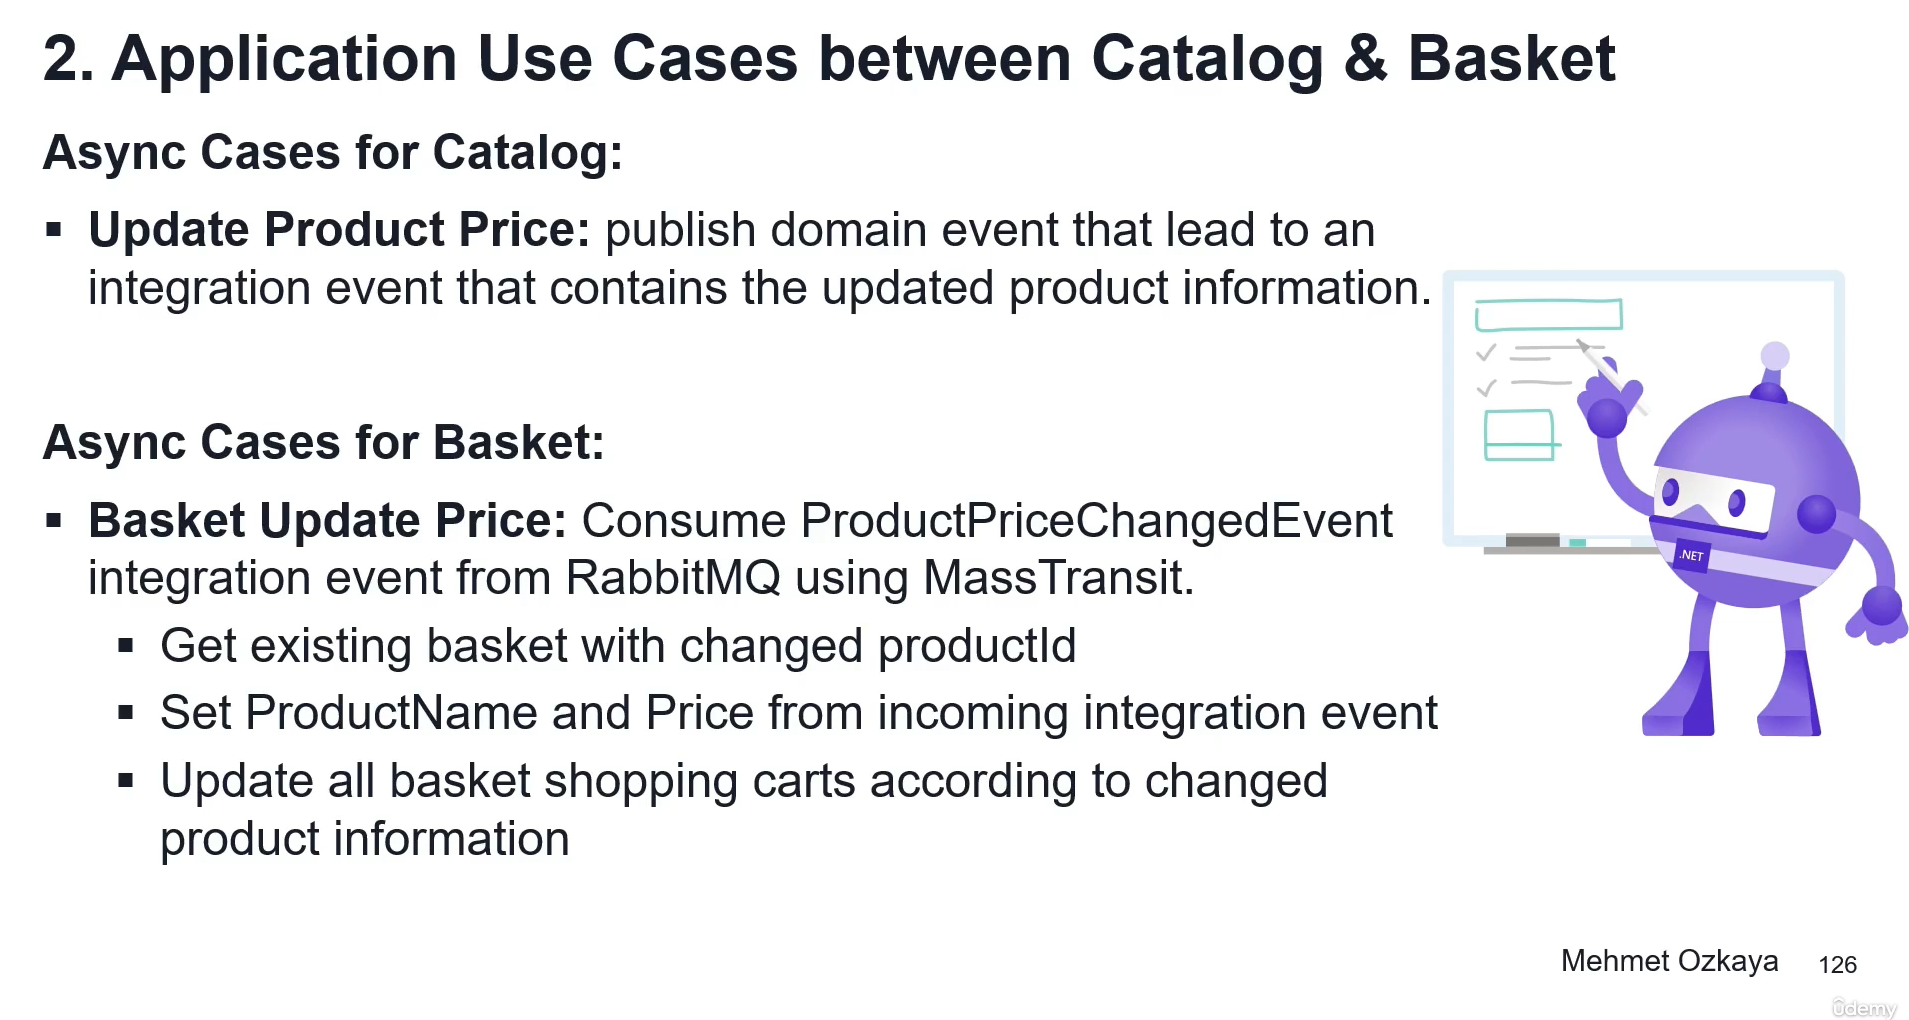 2. Application Use Cases between Catalog & Basket
Async Cases for Catalog:
▪ Update Product Price: publish domain event that lead to an
integration event that contains the updated product information.
Async Cases for Basket:
▪ Basket Update Price: Consume ProductPriceChangedEvent
integration event from RabbitMQ using MassTransit.
▪ Get existing basket with changed productId
▪ Set ProductName and Price from incoming integration event
▪ Update all basket shopping carts according to changed
product information
.NET
Mehmet Ozkaya 126
ûdemy